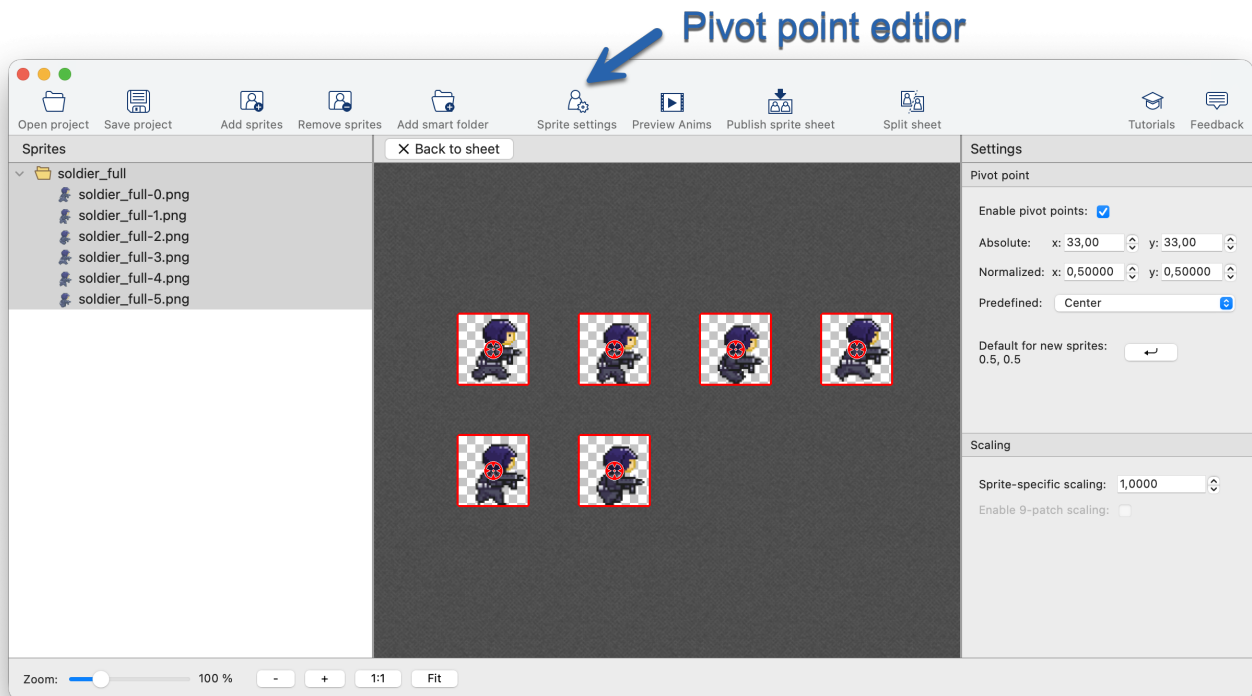 Pivot point edtior
Open project Save project Add sprites Remove sprites Add smart folder Sprite settings Preview Anims Publish sprite sheet Split sheet Tutorials Feedback
Sprites
soldier_full
soldier_full-0.png
soldier_full-1.png
soldier_full-2.png
soldier_full-3.png
soldier_full-4.png
soldier_full-5.png
Back to sheet
Settings
Pivot point
Enable pivot points:
Absolute: x: 33,00 y: 33,00
Normalized: x: 0,50000 y: 0,50000
Predefined: Center
Default for new sprites:
0.5, 0.5
Scaling
Sprite-specific scaling: 1,0000
Enable 9-patch scaling:
Zoom: 100 % - + 1:1 Fit